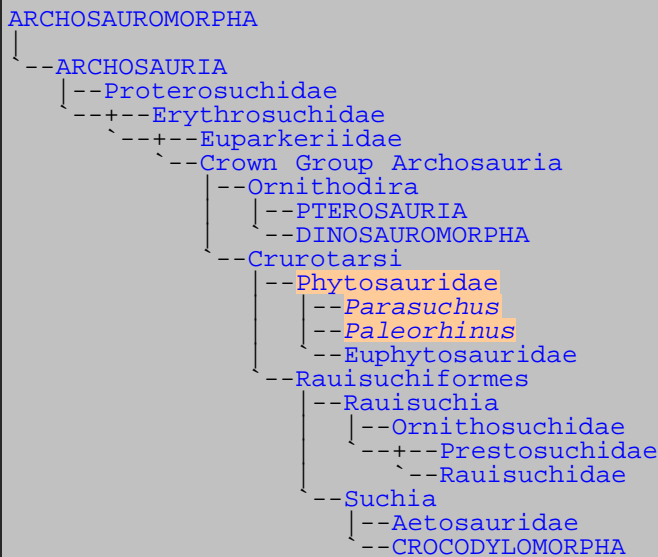 ARCHOSAUROMORPHA
|
`--ARCHOSAURIA
   |--Proterosuchidae
   `--+--Erythrosuchidae
      `--+--Euparkeriidae
         `--Crown Group Archosauria
            |--Ornithodira
            |  |--PTEROSAURIA
            |  `--DINOSAUROMORPHA
            `--Crurotarsi
               |--Phytosauridae
               |  |--Parasuchus
               |  |--Paleorhinus
               |  `--Euphytosauridae
               `--Rauisuchiformes
                  |--Rauisuchia
                  |  |--Ornithosuchidae
                  |  `--+--Prestosuchidae
                  |     `--Rauisuchidae
                  `--Suchia
                     |--Aetosauridae
                     `--CROCODYLOMORPHA